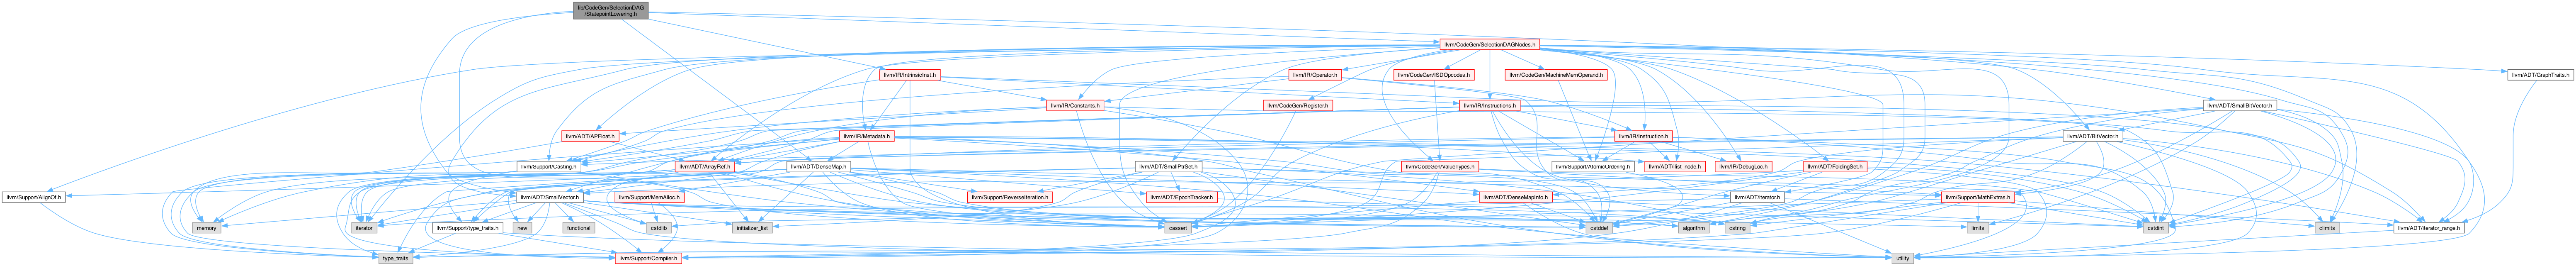 lib/CodeGen/SelectionDAG
/StatepointLowering.h
llvm/CodeGen/SelectionDAGNodes.h
llvm/IR/IntrinsicInst.h
llvm/IR/Operator.h
llvm/CodeGen/ISDOpcodes.h
llvm/CodeGen/MachineMemOperand.h
llvm/ADT/GraphTraits.h
llvm/IR/Constants.h
llvm/CodeGen/Register.h
llvm/IR/Instructions.h
llvm/ADT/SmallBitVector.h
llvm/ADT/APFloat.h
llvm/IR/Metadata.h
llvm/IR/Instruction.h
llvm/ADT/BitVector.h
llvm/Support/Casting.h
llvm/ADT/ArrayRef.h
llvm/ADT/DenseMap.h
llvm/ADT/SmallPtrSet.h
llvm/CodeGen/ValueTypes.h
llvm/Support/AtomicOrdering.h
llvm/ADT/ilist_node.h
llvm/IR/DebugLoc.h
llvm/ADT/FoldingSet.h
llvm/Support/AlignOf.h
llvm/ADT/SmallVector.h
llvm/Support/MemAlloc.h
llvm/Support/ReverseIteration.h
llvm/ADT/EpochTracker.h
llvm/ADT/DenseMapInfo.h
llvm/ADT/iterator.h
llvm/Support/MathExtras.h
memory
iterator
llvm/Support/type_traits.h
new
functional
cstdlib
initializer_list
cassert
cstddef
algorithm
cstring
limits
cstdint
climits
llvm/ADT/iterator_range.h
type_traits
llvm/Support/Compiler.h
utility